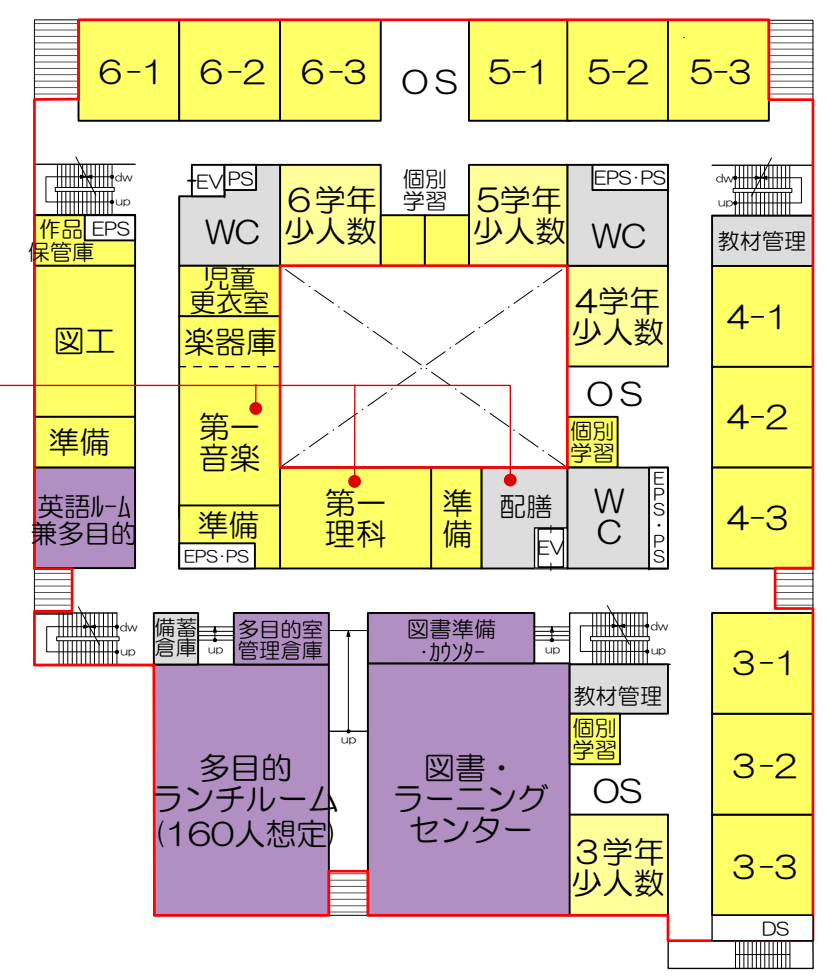 6-1
6-2
6-3
OS
5-1
5-2
5-3
dw
up
EV
PS
WC
6学年
少人数
個別
学習
5学年
少人数
EPS・PS
WC
dw
up
作品
保管庫
EPS
教材管理
児童
更衣室
図工
楽器庫
4学年
少人数
4-1
OS
準備
第一
音楽
個別
学習
4-2
英語ルーム
兼多目的
準備
EPS・PS
第一
理科
準備
配膳
EV
WC
EPS・PS
4-3
dw
up
備蓄
倉庫
up
多目的室
管理倉庫
図書準備
・カウンター
up
dw
up
3-1
教材管理
up
個別
学習
多目的
ランチルーム
(160人想定)
図書・
ラーニング
センター
OS
3-2
3学年
少人数
3-3
DS